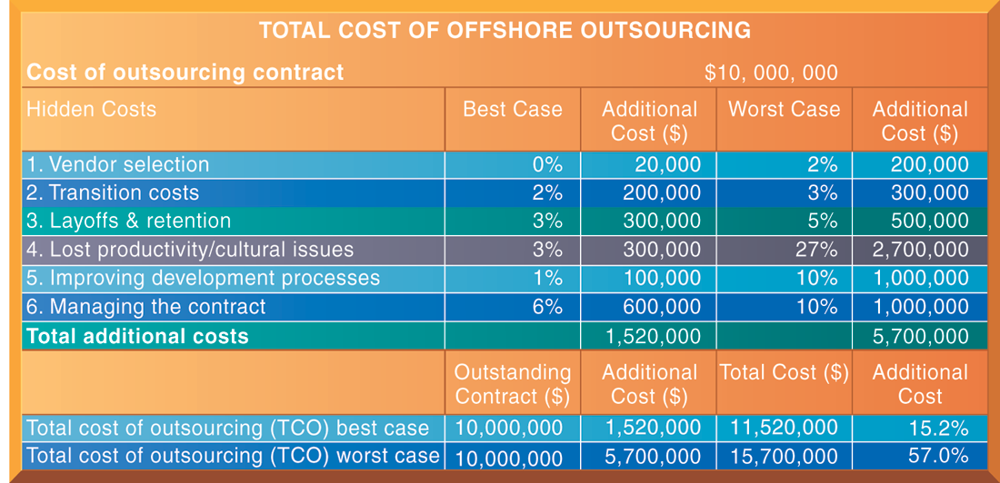 TOTAL COST OF OFFSHORE OUTSOURCING
Cost of outsourcing contract $10, 000, 000
Hidden Costs Best Case Additional Cost ($) Worst Case Additional Cost ($)
1. Vendor selection 0% 20,000 2% 200,000
2. Transition costs 2% 200,000 3% 300,000
3. Layoffs & retention 3% 300,000 5% 500,000
4. Lost productivity/cultural issues 3% 300,000 27% 2,700,000
5. Improving development processes 1% 100,000 10% 1,000,000
6. Managing the contract 6% 600,000 10% 1,000,000
Total additional costs 1,520,000 5,700,000
Outstanding Contract ($) Additional Cost ($) Total Cost ($) Additional Cost
Total cost of outsourcing (TCO) best case 10,000,000 1,520,000 11,520,000 15.2%
Total cost of outsourcing (TCO) worst case 10,000,000 5,700,000 15,700,000 57.0%